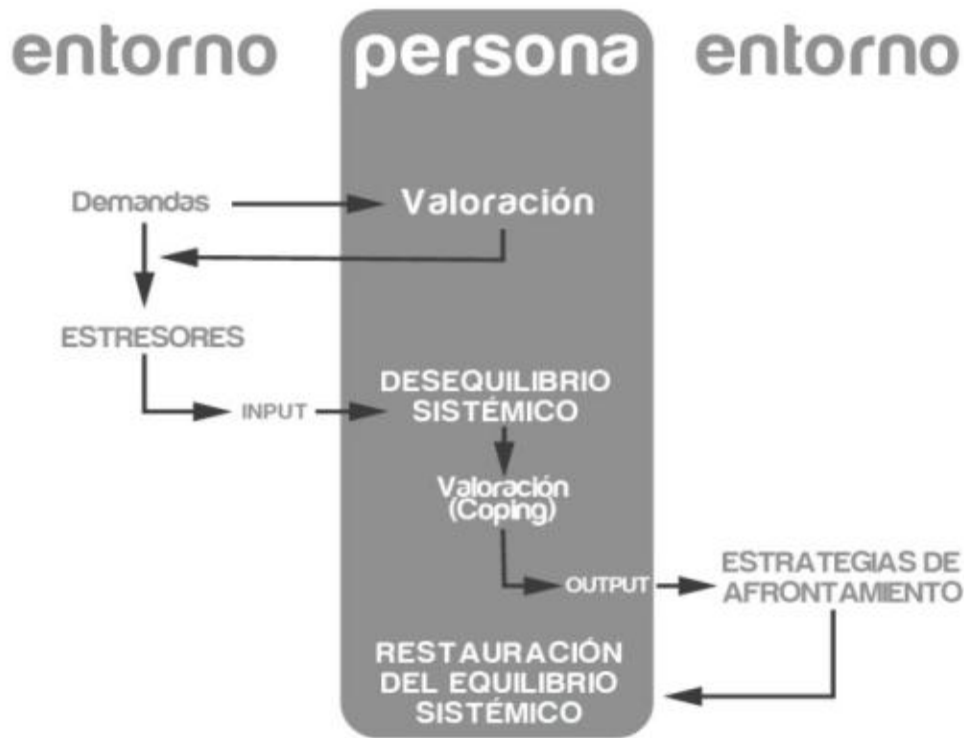 entorno persona entorno
Demandas Valoración
ESTRESORES
DESEQUILIBRIO
SISTÉMICO
INPUT
Valoración
(Coping)
OUTPUT
ESTRATEGIAS DE
AFRONTAMIENTO
RESTAURACIÓN
DEL EQUILIBRIO
SISTÉMICO